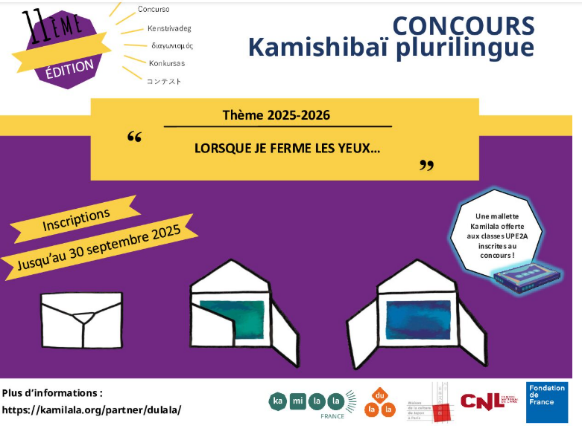 11ÈME
ÉDITION
Concurso
Kenstrivadeg
διαγωνισμός
Konkursas
コンテスト
CONCOURS
Kamishibaï plurilingue
Thème 2025-2026
“
LORSQUE JE FERME LES YEUX...
”
Inscriptions
Jusqu’au 30 septembre 2025
Une mallette
Kamilala offerte
aux classes UPE2A
inscrites au
concours !
Plus d’informations :
https://kamilala.org/partner/dulala/
ka mi la la
FRANCE
du
la la
CNL
Fondation
de
France